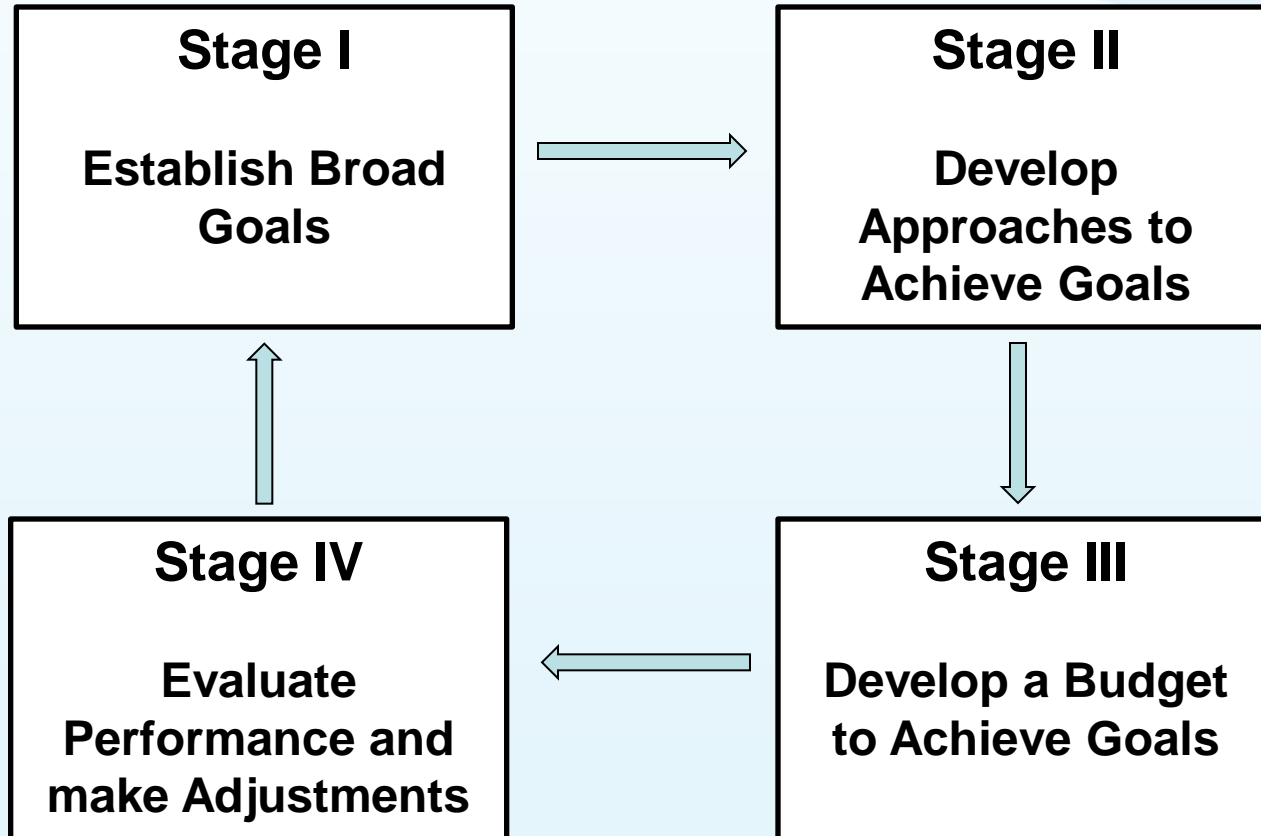 Stage I
Establish Broad
Goals
Stage II
Develop
Approaches to
Achieve Goals
Stage III
Develop a Budget
to Achieve Goals
Stage IV
Evaluate
Performance and
make Adjustments